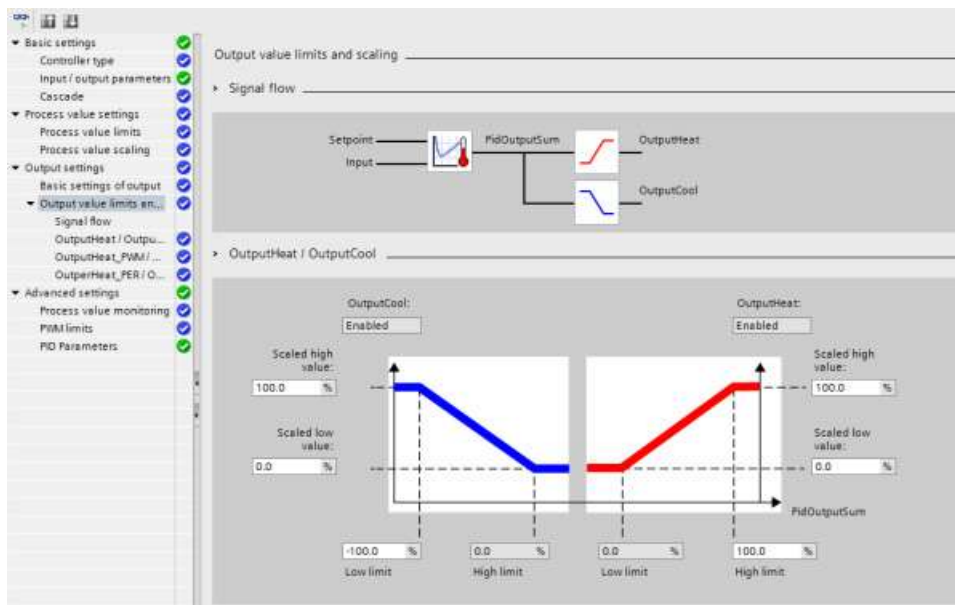 Basic settings
Controller type
Input / output parameters
Cascade
Process value settings
Process value limits
Process value scaling
Output settings
Basic settings of output
Output value limits an...
Signal flow
OutputHeat / Outpu...
OutputHeat_PWM / ...
OutperHeat_PER / O...
Advanced settings
Process value monitoring
PWM limits
PID Parameters
Output value limits and scaling
Signal flow
Setpoint
Input
PidOutputSum
OutputHeat
OutputCool
OutputHeat / OutputCool
OutputCool:
Enabled
OutputHeat:
Enabled
Scaled high
value:
100.0 %
Scaled low
value:
0.0 %
Scaled high
value:
100.0 %
Scaled low
value:
0.0 %
PidOutputSum
-100.0 %
0.0 %
0.0 %
100.0 %
Low limit
High limit
Low limit
High limit